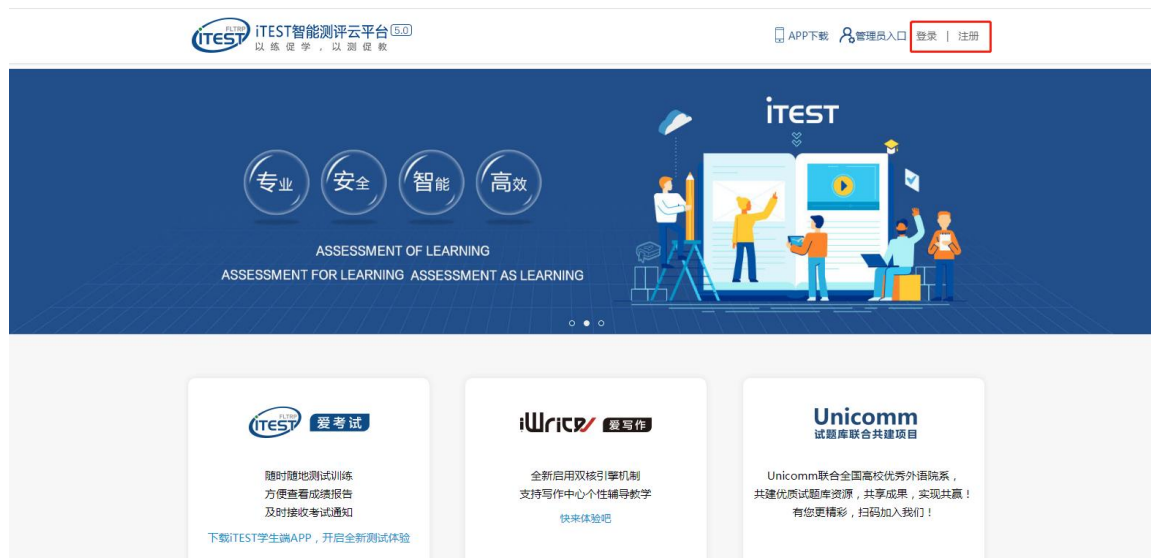 FLTRP
iTEST
iTEST智能测评云平台 5.0
以练促学，以测促教
APP下载 管理员入口 登录 | 注册
iTEST
专业 安全 智能 高效
ASSESSMENT OF LEARNING
ASSESSMENT FOR LEARNING ASSESSMENT AS LEARNING
FLTRP
iTEST 爱考试
随时随地测试训练
方便查看成绩报告
及时接收考试通知
下载iTEST学生端APP，开启全新测试体验
iWrite 爱写作
全新启用双核引擎机制
支持写作中心个性辅导教学
快来体验吧
Unicomm
试题库联合共建项目
Unicomm联合全国高校优秀外语院系，
共建优质试题库资源，共享成果，实现共赢！
有您更精彩，扫码加入我们！